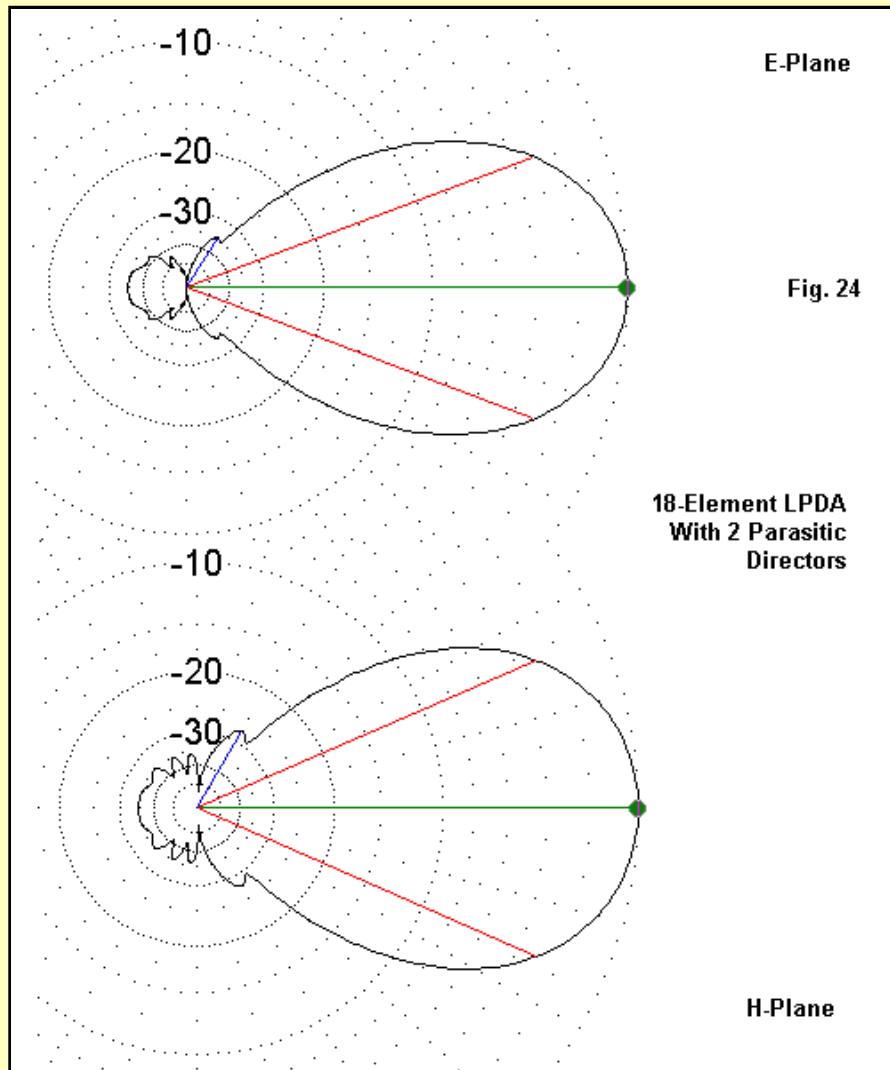 -10
E-Plane
-20
-30
Fig. 24
18-Element LPDA
With 2 Parasitic
Directors
-10
-20
-30
H-Plane